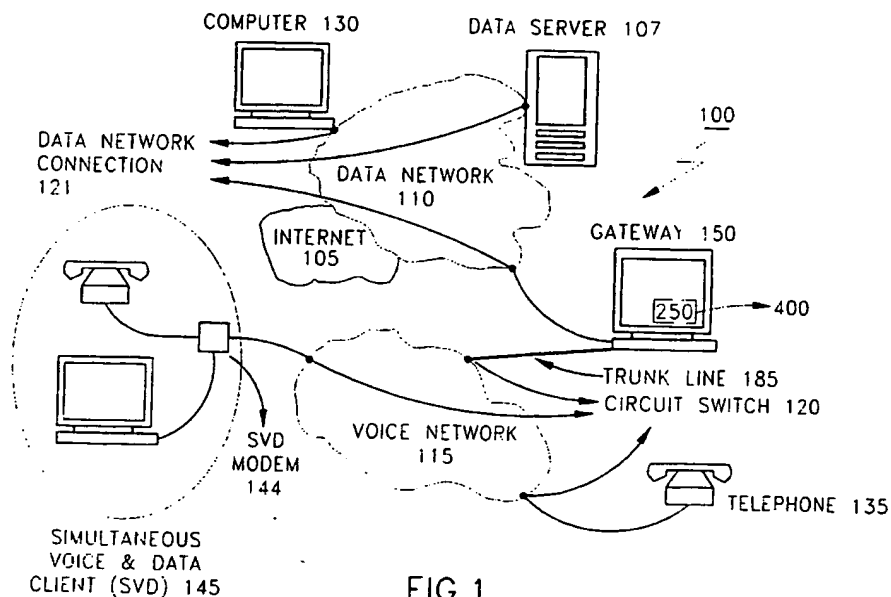 COMPUTER 130
DATA SERVER 107
100
DATA NETWORK
CONNECTION
121
DATA NETWORK
110
INTERNET
105
GATEWAY 150
250
400
TRUNK LINE 185
CIRCUIT SWITCH 120
VOICE NETWORK
115
SVD
MODEM
144
TELEPHONE 135
SIMULTANEOUS
VOICE & DATA
CLIENT (SVD) 145
FIG.1